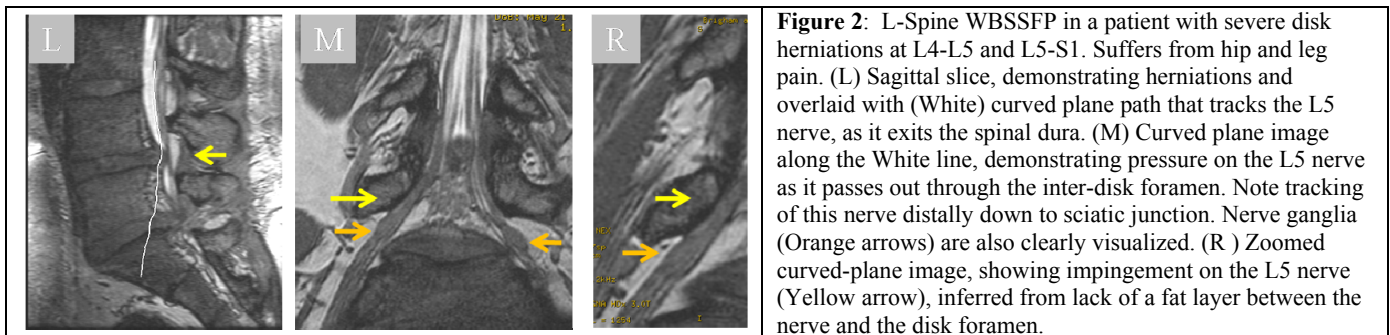 L
M
R
DGB: May 21
Figure 2: L-Spine WBSSFP in a patient with severe disk
herniations at L4-L5 and L5-S1. Suffers from hip and leg
pain. (L) Sagittal slice, demonstrating herniations and
overlaid with (White) curved plane path that tracks the L5
nerve, as it exits the spinal dura. (M) Curved plane image
along the White line, demonstrating pressure on the L5 nerve
as it passes out through the inter-disk foramen. Note tracking
of this nerve distally down to sciatic junction. Nerve ganglia
(Orange arrows) are also clearly visualized. (R ) Zoomed
curved-plane image, showing impingement on the L5 nerve
(Yellow arrow), inferred from lack of a fat layer between the
nerve and the disk foramen.